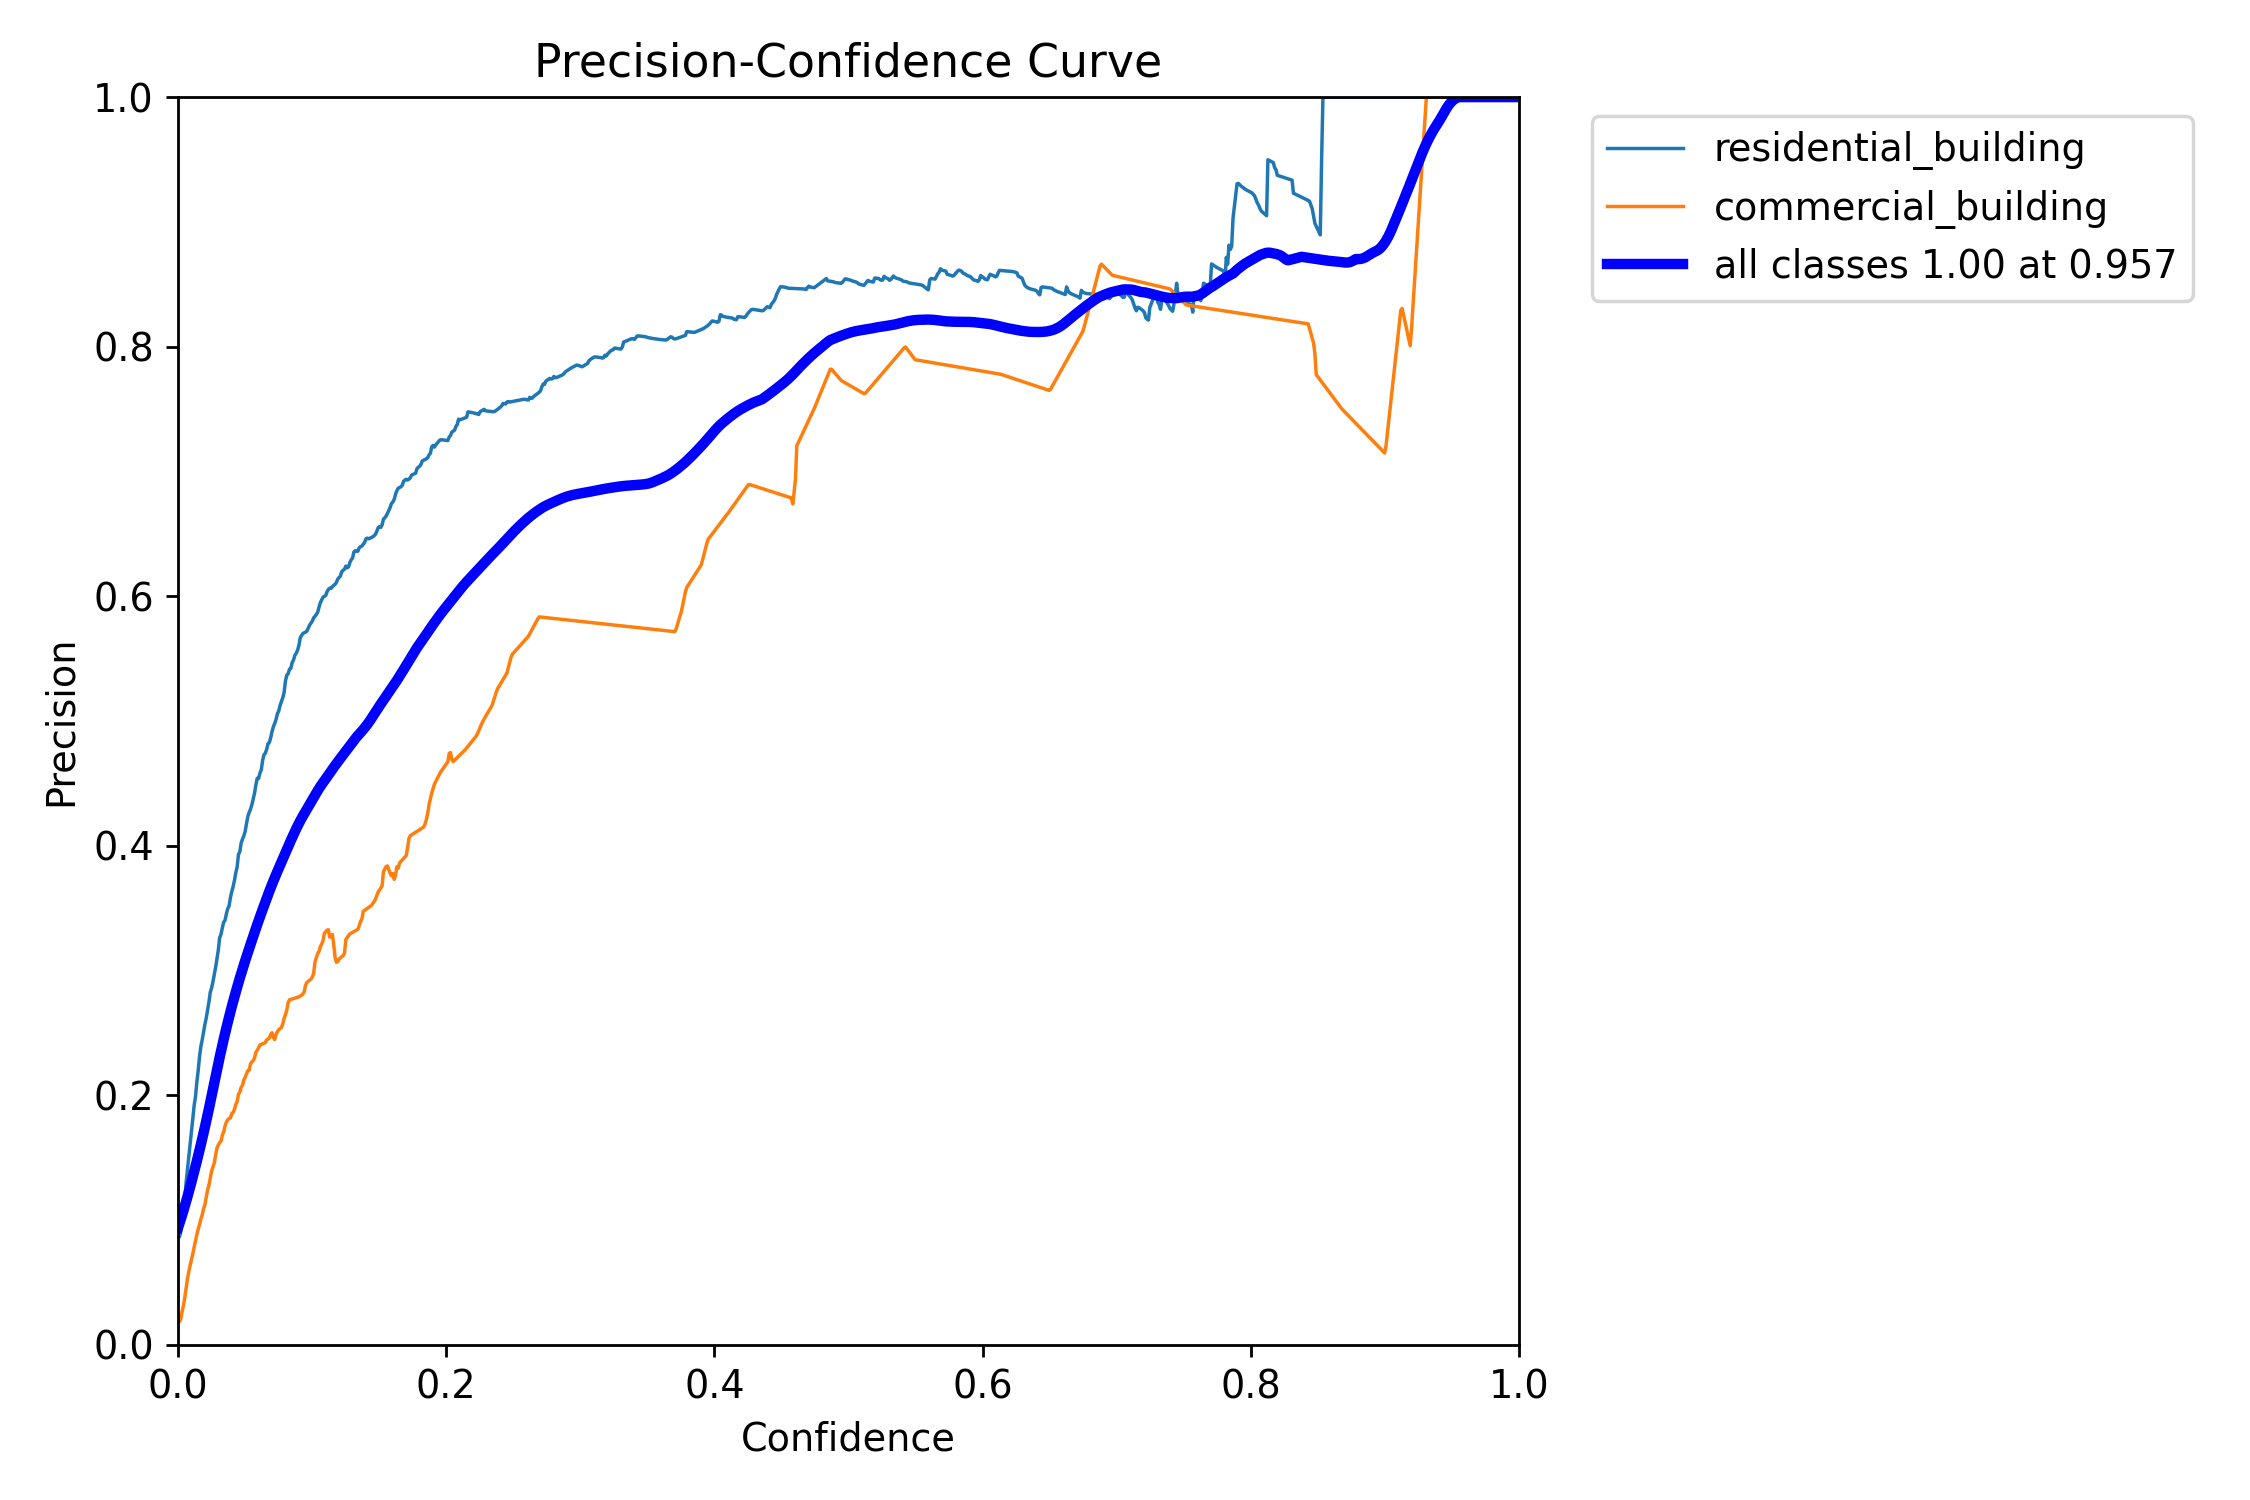 Precision-Confidence Curve
1.0
0.8
0.6
0.4
0.2
0.0
Precision
0.0 0.2 0.4 0.6 0.8 1.0
Confidence
residential_building
commercial_building
all classes 1.00 at 0.957